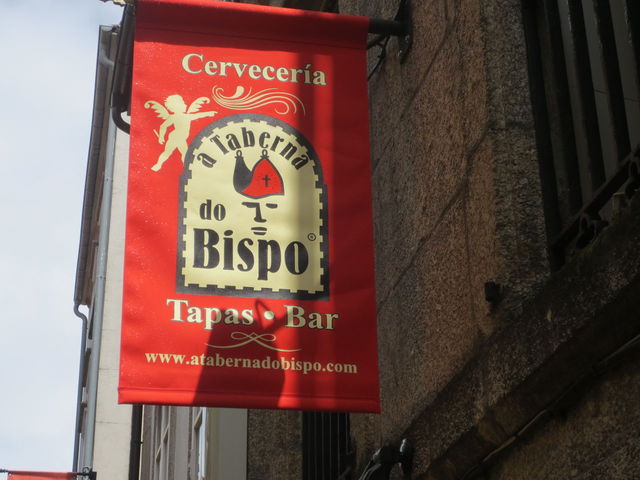 Cervecería
a Taberna
do
Bispo®
Tapas • Bar
www.atabernadobispo.com